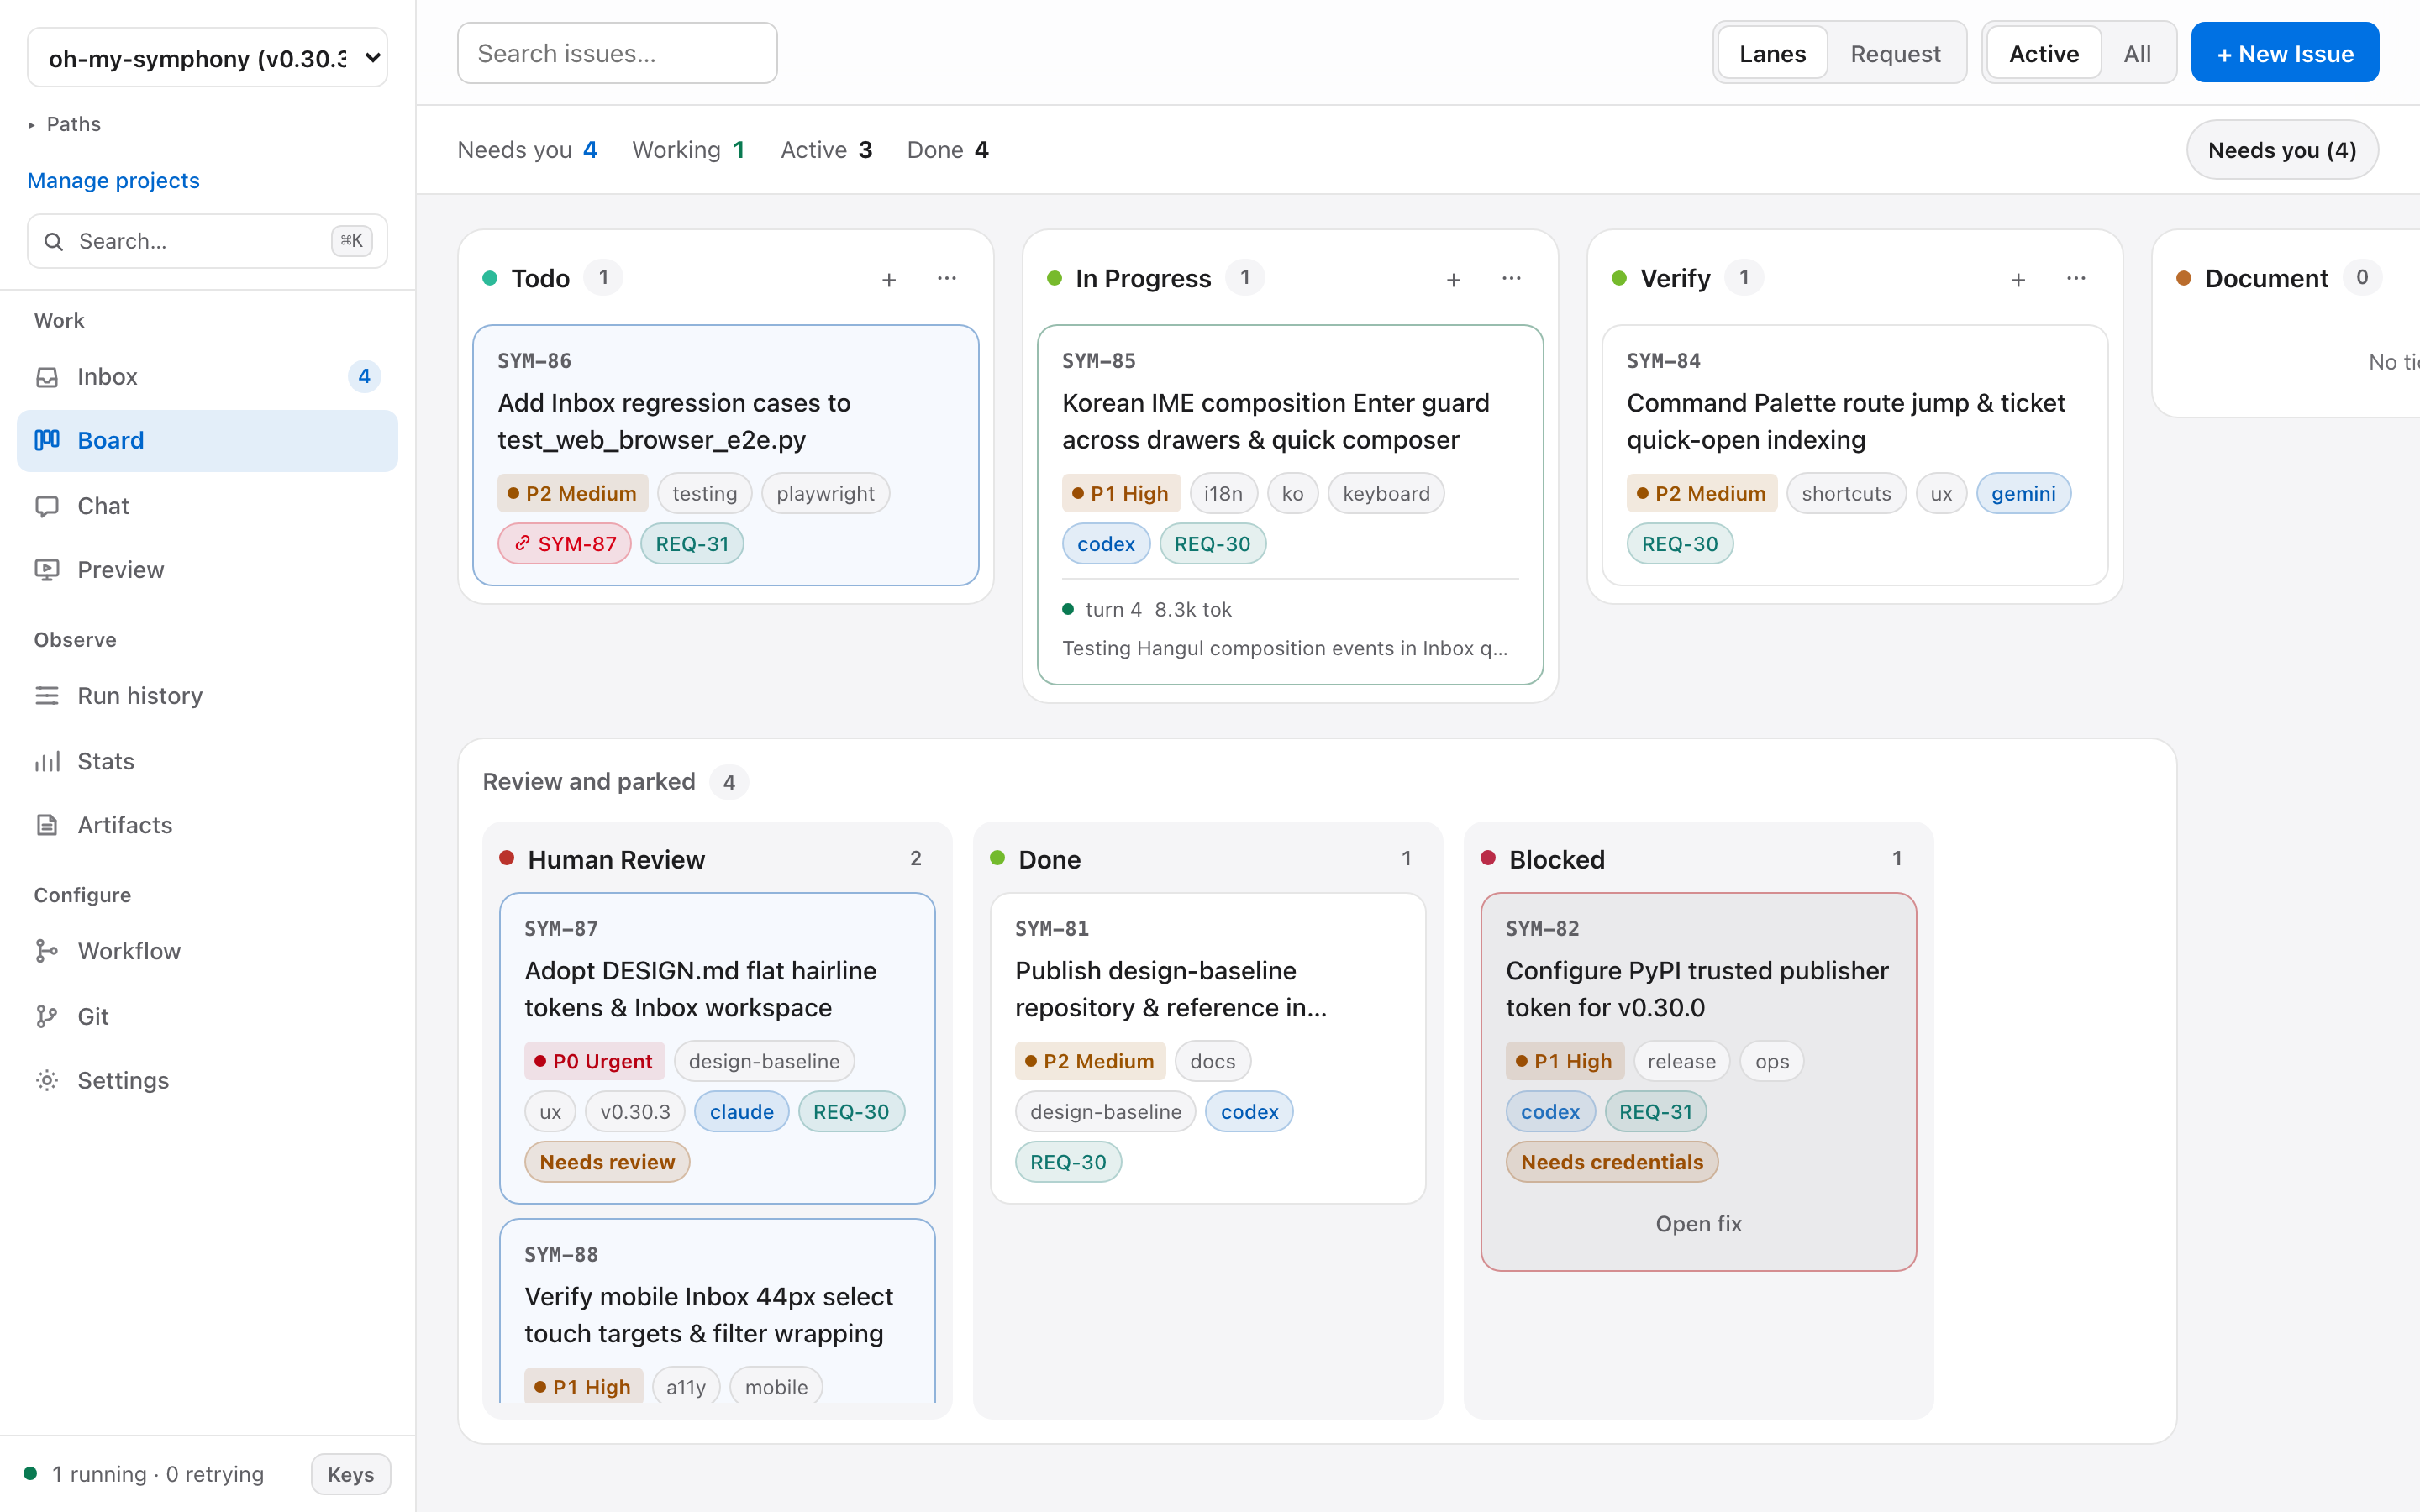 oh-my-symphony (v0.30.3
Paths
Manage projects
Search...
⌘K
Work
Inbox 4
Board
Chat
Preview
Observe
Run history
Stats
Artifacts
Configure
Workflow
Git
Settings
1 running · 0 retrying
Keys
Search issues...
Lanes
Request
Active
All
+ New Issue
Needs you 4
Working 1
Active 3
Done 4
Needs you (4)
Todo 1
+ ···
SYM-86
Add Inbox regression cases to
test_web_browser_e2e.py
P2 Medium
testing
playwright
SYM-87
REQ-31
In Progress 1
+ ···
SYM-85
Korean IME composition Enter guard
across drawers & quick composer
P1 High
i18n
ko
keyboard
codex
REQ-30
turn 4 8.3k tok
Testing Hangul composition events in Inbox q...
Verify 1
+ ···
SYM-84
Command Palette route jump & ticket
quick-open indexing
P2 Medium
shortcuts
ux
gemini
REQ-30
Document 0
No
Review and parked 4
Human Review 2
SYM-87
Adopt DESIGN.md flat hairline
tokens & Inbox workspace
P0 Urgent
design-baseline
ux
v0.30.3
claude
REQ-30
Needs review
SYM-88
Verify mobile Inbox 44px select
touch targets & filter wrapping
P1 High
a11y
mobile
Done 1
SYM-81
Publish design-baseline
repository & reference in...
P2 Medium
docs
design-baseline
codex
REQ-30
Blocked 1
SYM-82
Configure PyPI trusted publisher
token for v0.30.0
P1 High
release
ops
codex
REQ-31
Needs credentials
Open fix